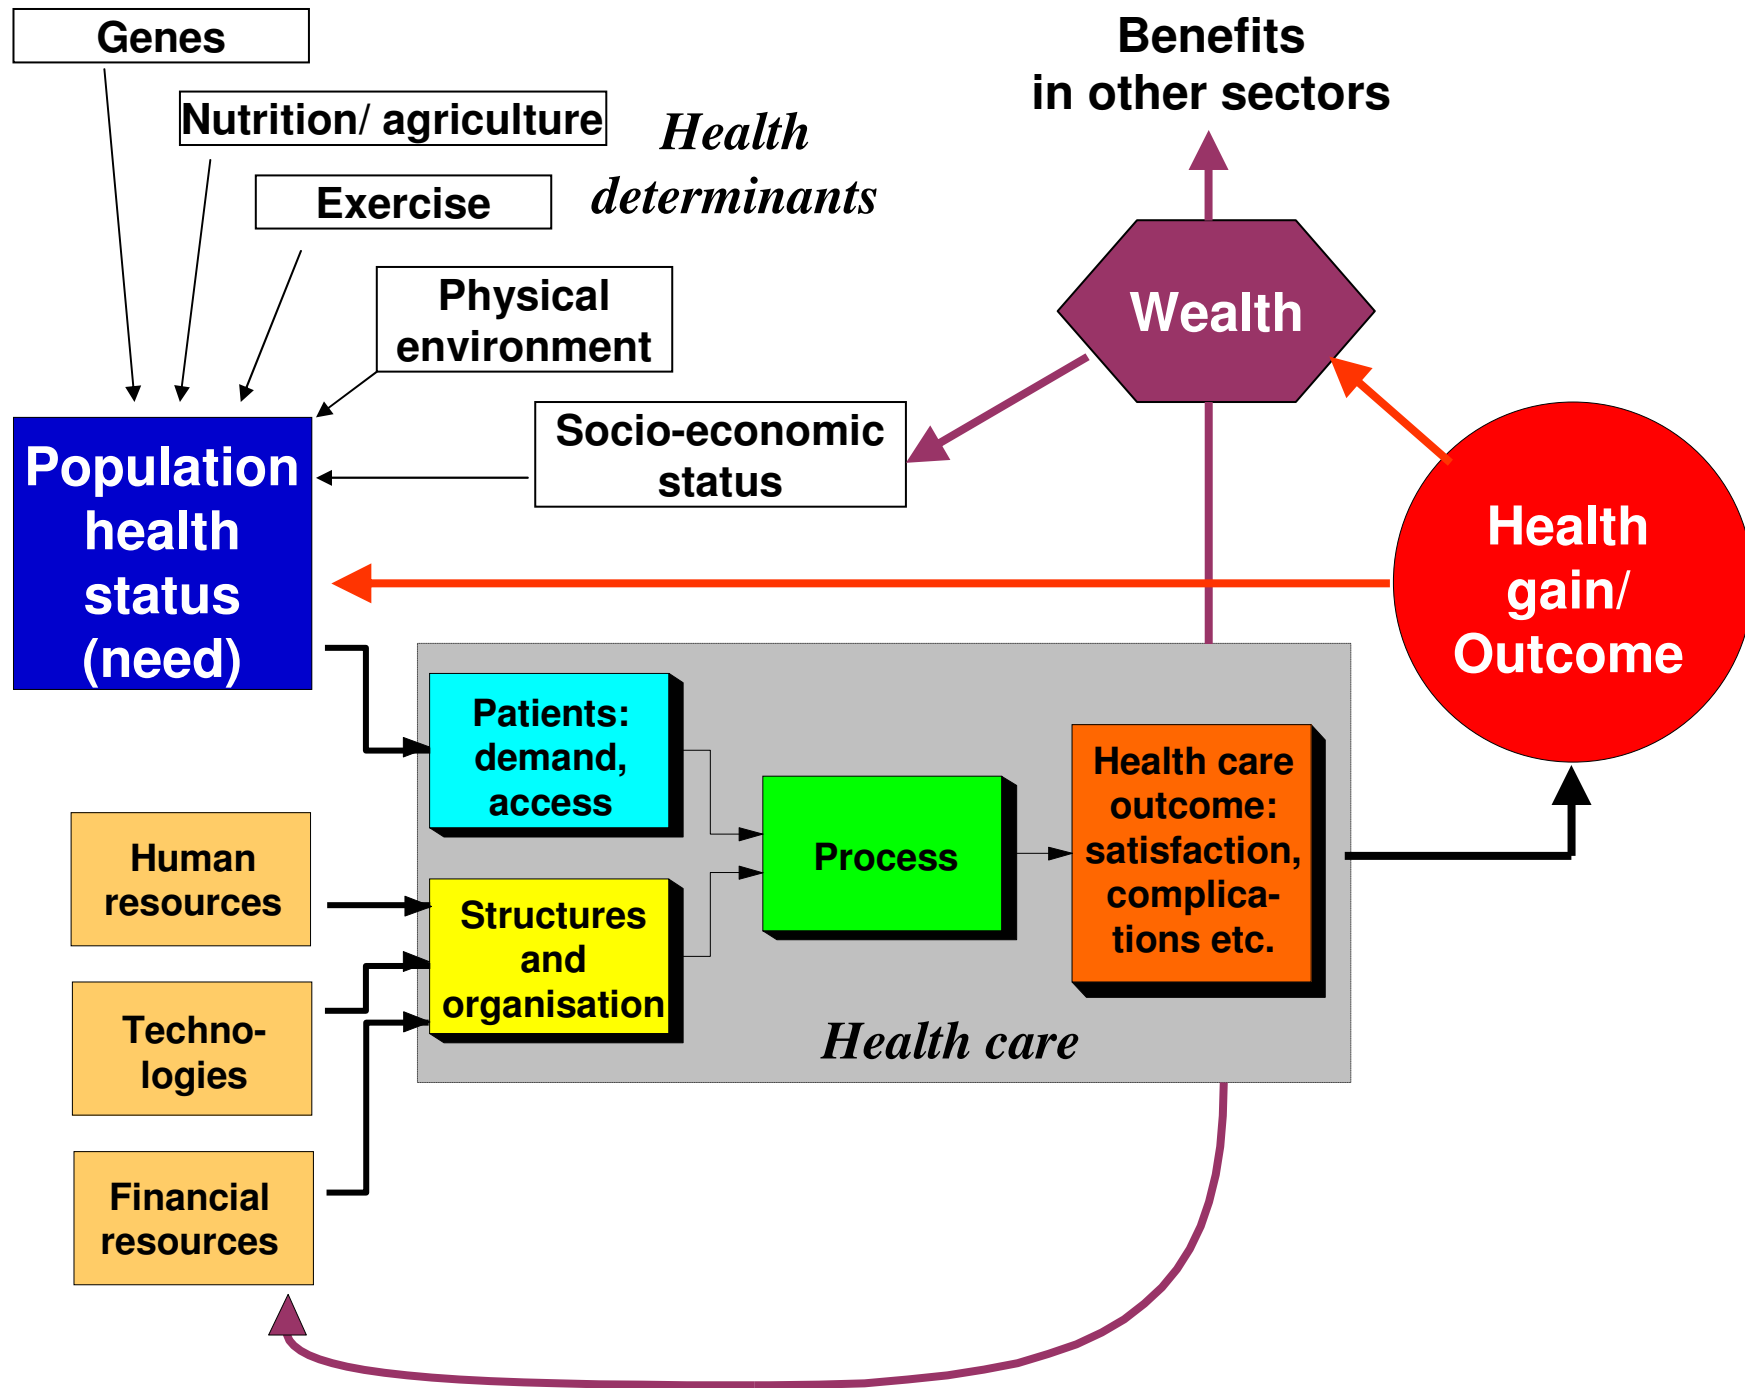 Genes
Nutrition/ agriculture
Exercise
Health
determinants
Physical
environment
Socio-economic
status
Benefits
in other sectors
Wealth
Population
health
status
(need)
Health
gain/
Outcome
Patients:
demand,
access
Human
resources
Structures
and
organisation
Process
Health care
outcome:
satisfaction,
complica-
tions etc.
Techno-
logies
Health care
Financial
resources